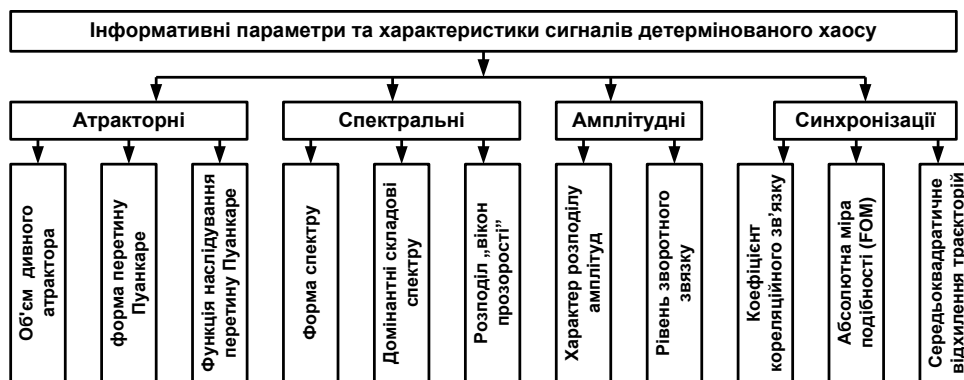 Інформативні параметри та характеристики сигналів детермінованого хаосу
Атракторні
Спектральні
Амплітудні
Синхронізації
Об'єм дивного
атрактора
форма перетину
Пуанкаре
Функція наслідування
перетину Пуанкаре
Форма спектру
Домінантні складові
спектру
Розподіл „вікон
прозорості”
Характер розподілу
амплітуд
Рівень зворотного
звязку
Коефіцієнт
кореляційного зв’язку
Абсолютна міра
подібності (FOM)
Середьоквадратичне
відхилення траєкторій